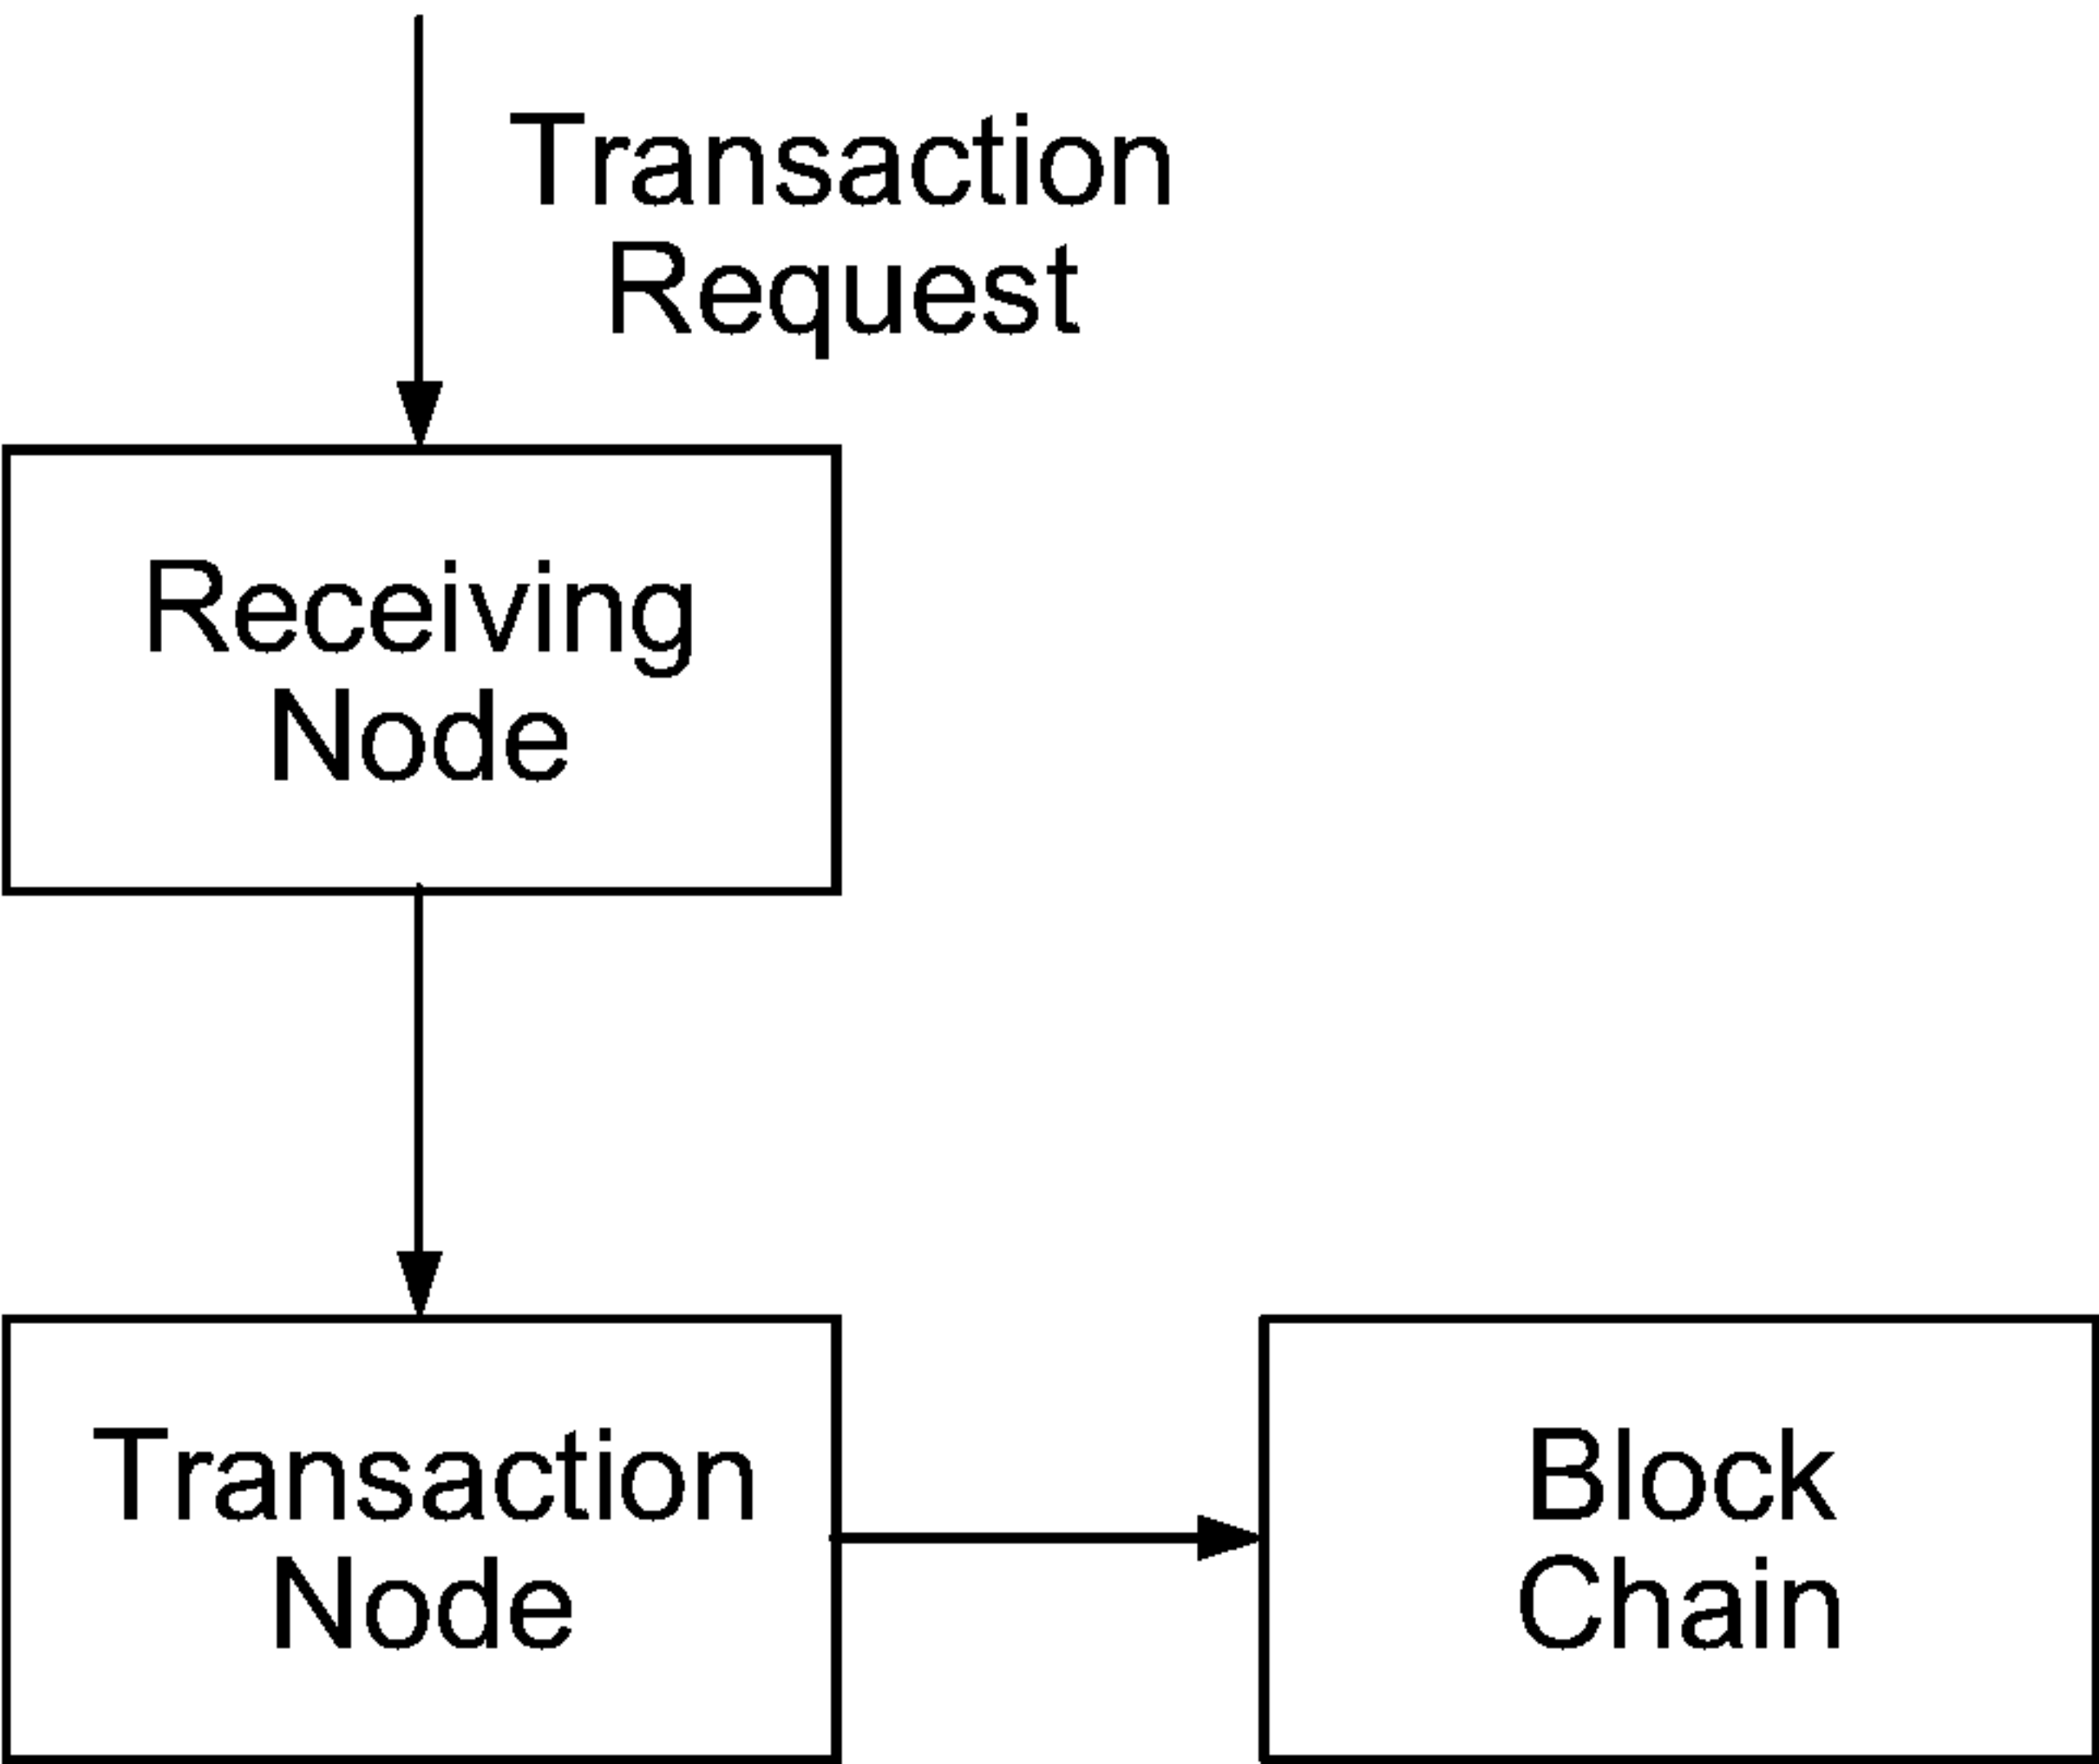 Transaction
Request
Receiving
Node
Transaction
Node
Block
Chain